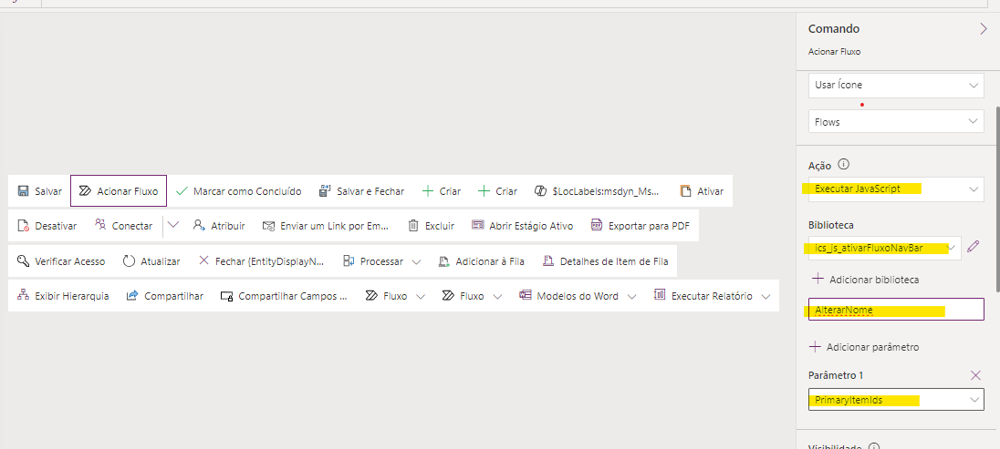 Comando
Acionar Fluxo
Usar Ícone
Flows
Ação
Executar JavaScript
Biblioteca
ics_js_ativarFluxoNavBar
Adicionar biblioteca
AlterarNome
Adicionar parâmetro
Parâmetro 1
PrimaryItemIds
Visibilidade
Salvar Acionar Fluxo Marcar como Concluído Salvar e Fechar Criar Criar $LocLabels:msdyn_Ms... Ativar
Desativar Conectar Atribuir Enviar um Link por Em... Excluir Abrir Estágio Ativo Exportar para PDF
Verificar Acesso Atualizar Fechar {EntityDisplayN... Processar Adicionar à Fila Detalhes de Item de Fila
Exibir Hierarquia Compartilhar Compartilhar Campos ... Fluxo Fluxo Modelos do Word Executar Relatório